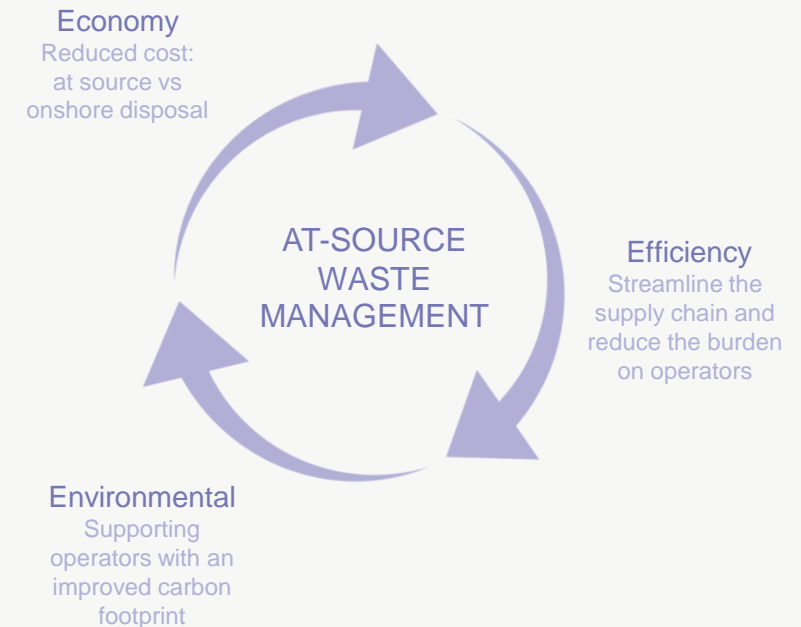 Economy
Reduced cost:
at source vs
onshore disposal
AT-SOURCE
WASTE
MANAGEMENT
Efficiency
Streamline the
supply chain and
reduce the burden
on operators
Environmental
Supporting
operators with an
improved carbon
footprint